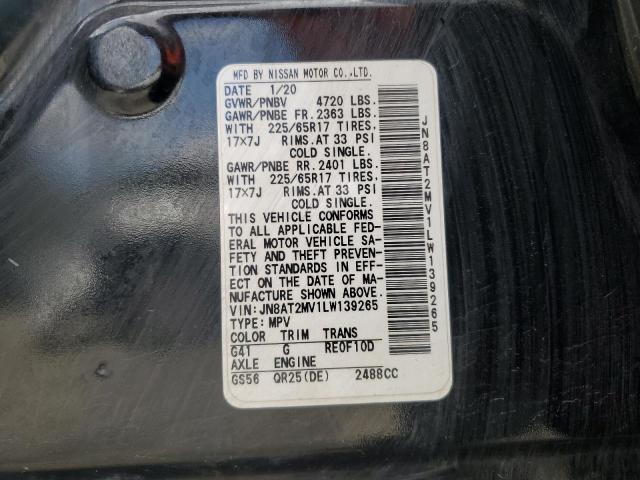 MFD BY NISSAN MOTOR CO.,LTD.
DATE 1/20
GVWR/PNBV 4720 LBS.
GAWR/PNBE FR.2363 LBS.
WITH 225/65R17 TIRES,
17x7J RIMS.AT 33 PSI
COLD SINGLE.
GAWR/PNBE RR.2401 LBS.
WITH 225/65R17 TIRES,
17x7J RIMS.AT 33 PSI
COLD SINGLE.
THIS VEHICLE CONFORMS
TO ALL APPLICABLE FED-
ERAL MOTOR VEHICLE SA-
FETY AND THEFT PREVEN-
TION STANDARDS IN EFF-
ECT ON THE DATE OF MA-
NUFACTURE SHOWN ABOVE.
VIN:JN8AT2MV1LW139265
TYPE:MPV
COLOR TRIM TRANS
G41 G RE0F10D
AXLE ENGINE
GS56 QR25(DE) 2488CC
JN8AT2MV1LW139265